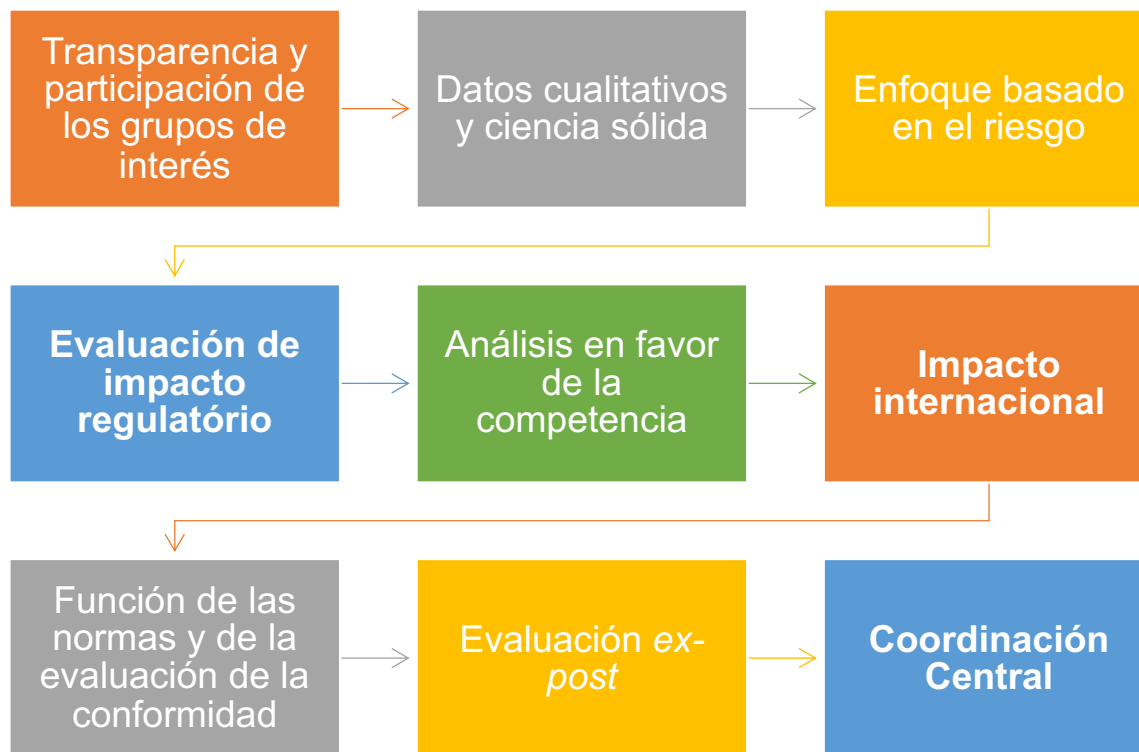 Transparencia y
participación de
los grupos de
interés
Datos cualitativos
y ciencia sólida
Enfoque basado
en el riesgo
Evaluación de
impacto
regulatório
Análisis en favor
de la
competencia
Impacto
internacional
Función de las
normas y de la
evaluación de la
conformidad
Evaluación ex-
post
Coordinación
Central